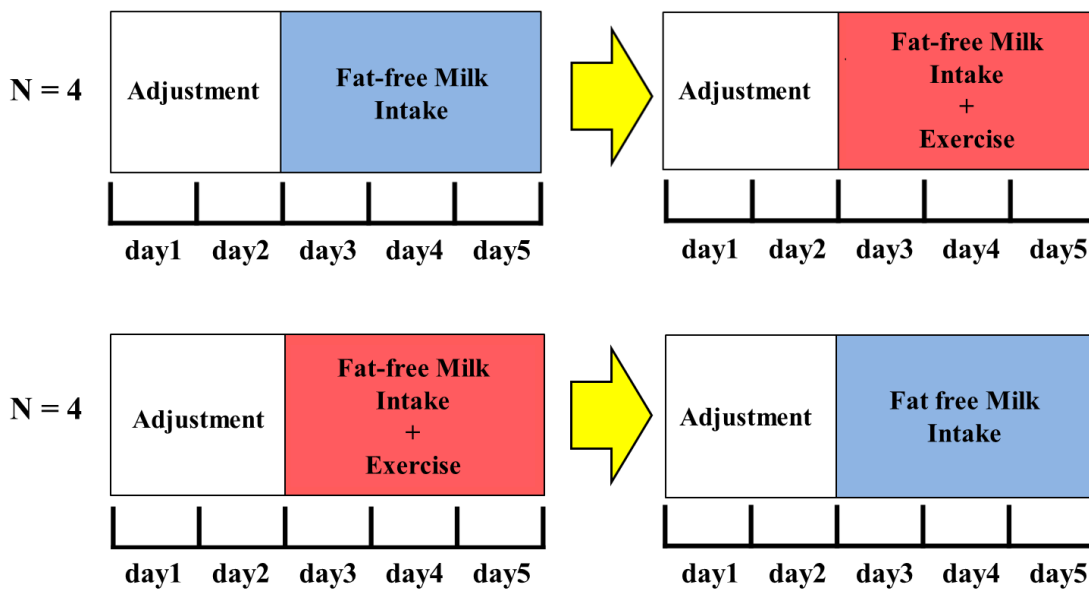 N = 4
Adjustment
Fat-free Milk
Intake
Adjustment
Fat-free Milk
Intake
+
Exercise
day1 day2 day3 day4 day5
day1 day2 day3 day4 day5
N = 4
Adjustment
Fat-free Milk
Intake
+
Exercise
Adjustment
Fat free Milk
Intake
day1 day2 day3 day4 day5
day1 day2 day3 day4 day5